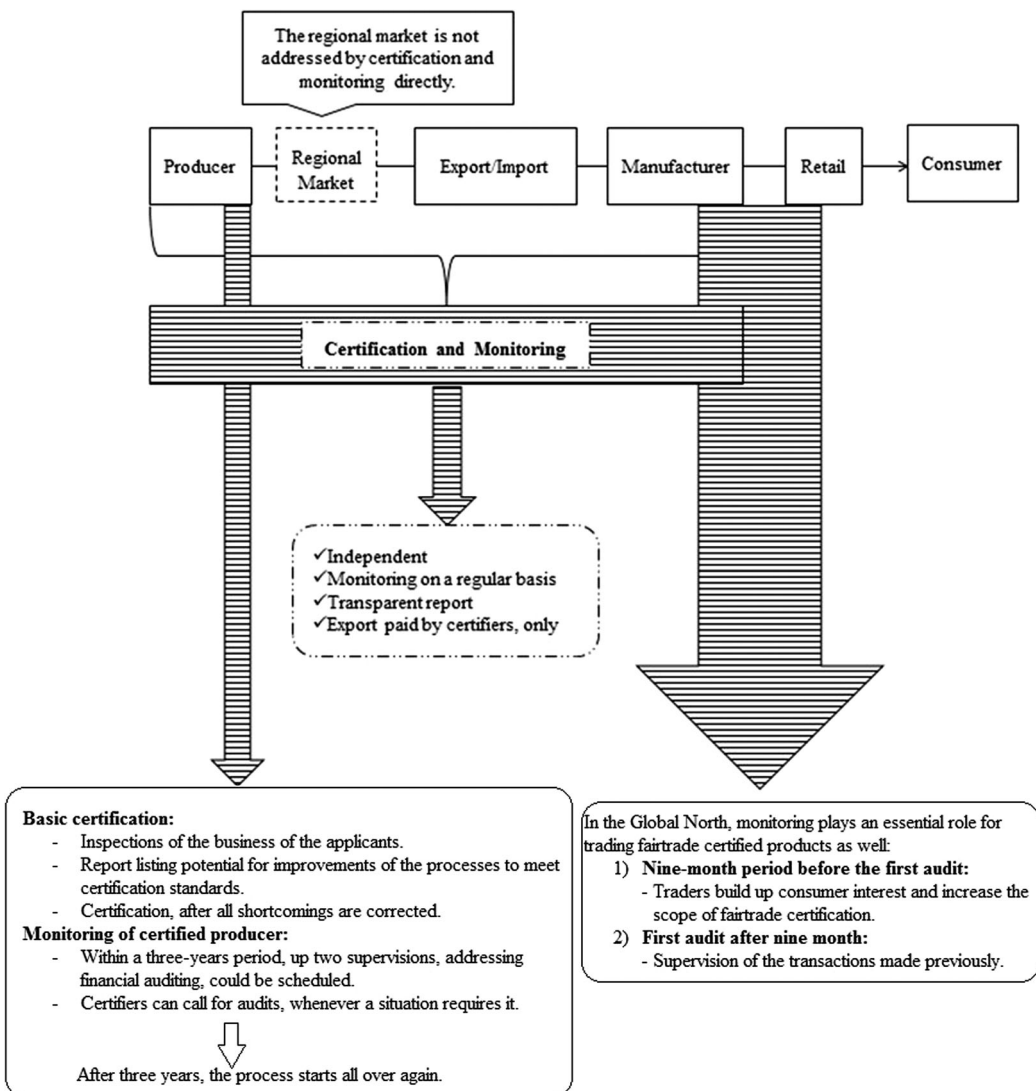 The regional market is not
addressed by certification and
monitoring directly.
Producer
Regional
Market
Export/Import
Manufacturer
Retail
Consumer
Certification and Monitoring
✓Independent
✓Monitoring on a regular basis
✓Transparent report
✓Export paid by certifiers, only
Basic certification:
- Inspections of the business of the applicants.
- Report listing potential for improvements of the processes to meet
certification standards.
- Certification, after all shortcomings are corrected.
Monitoring of certified producer:
- Within a three-years period, up two supervisions, addressing
financial auditing, could be scheduled.
- Certifiers can call for audits, whenever a situation requires it.
After three years, the process starts all over again.
In the Global North, monitoring plays an essential role for
trading fairtrade certified products as well:
1) Nine-month period before the first audit:
- Traders build up consumer interest and increase the
scope of fairtrade certification.
2) First audit after nine month:
- Supervision of the transactions made previously.